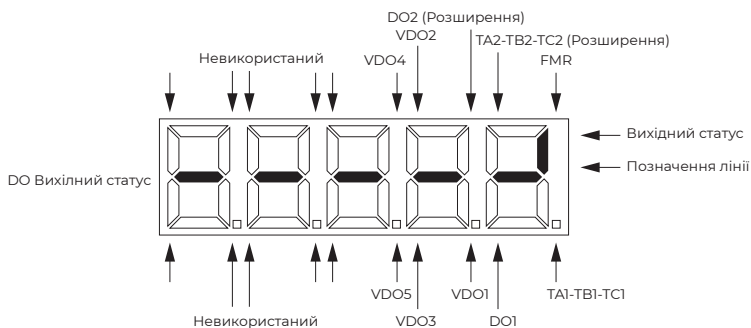 DO2 (Розширення)
VDO2
TA2-TB2-TC2 (Розширення)
Невикористаний
VDO4
FMR
Вихідний статус
Позначення лінії
DO Вихілний статус
VDO5
VDO1
TA1-TB1-TC1
Невикористаний
VDO3
DO1